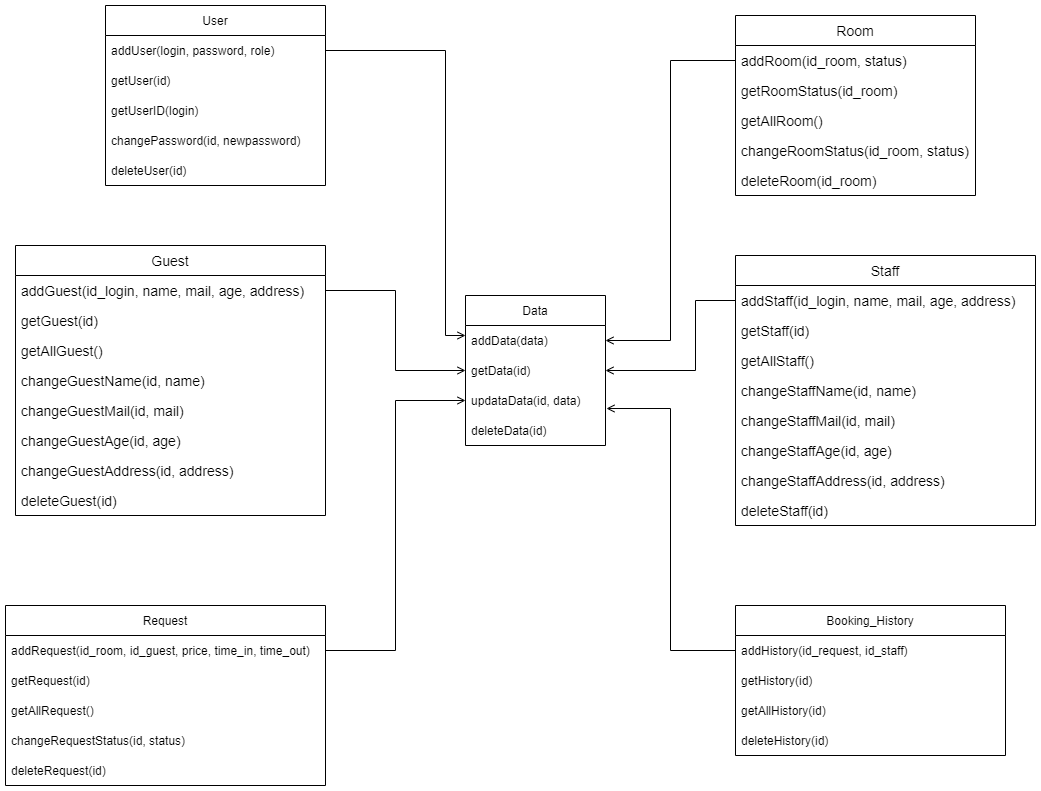 User
addUser(login, password, role)
getUser(id)
getUserID(login)
changePassword(id, newpassword)
deleteUser(id)
Room
addRoom(id_room, status)
getRoomStatus(id_room)
getAllRoom()
changeRoomStatus(id_room, status)
deleteRoom(id_room)
Guest
addGuest(id_login, name, mail, age, address)
getGuest(id)
getAllGuest()
changeGuestName(id, name)
changeGuestMail(id, mail)
changeGuestAge(id, age)
changeGuestAddress(id, address)
deleteGuest(id)
Data
addData(data)
getData(id)
updataData(id, data)
deleteData(id)
Staff
addStaff(id_login, name, mail, age, address)
getStaff(id)
getAllStaff()
changeStaffName(id, name)
changeStaffMail(id, mail)
changeStaffAge(id, age)
changeStaffAddress(id, address)
deleteStaff(id)
Request
addRequest(id_room, id_guest, price, time_in, time_out)
getRequest(id)
getAllRequest()
changeRequestStatus(id, status)
deleteRequest(id)
Booking_History
addHistory(id_request, id_staff)
getHistory(id)
getAllHistory(id)
deleteHistory(id)